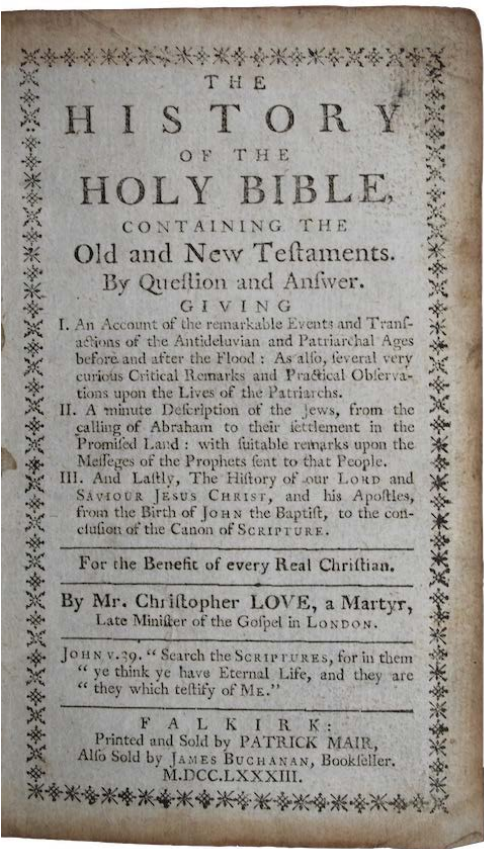 THE
HISTORY
OF THE
HOLY BIBLE,
CONTAINING THE
Old and New Teſtaments.
By Queſtion and Anſwer.
GIVING
I. An Account of the remarkable Events and Tranſ-
actions of the Antideluvian and Patriarchal Ages
before and after the Flood : As alſo, ſeveral very
curious Critical Remarks and Practical Obſerva-
tions upon the Lives of the Patriarchs.
II. A minute Deſcription of the Jews, from the
calling of Abraham to their ſettlement in the
Promiſed Land : with ſuitable remarks upon the
Meſſeges of the Prophets ſent to that People.
III. And Laſtly, The Hiſtory of our LORD and
SAVIOUR JESUS CHRIST, and his Apoſtles,
from the Birth of JOHN the Baptiſt, to the con-
cluſion of the Canon of SCRIPTURE.
For the Benefit of every Real Chriſtian.
By Mr. Chriſtopher LOVE, a Martyr,
Late Miniſter of the Goſpel in LONDON.
JOHN v. 39. “ Search the SCRIPTURES, for in them
“ ye think ye have Eternal Life, and they are
“ they which teſtify of ME.”
FALKIRK:
Printed and Sold by PATRICK MAIR,
Alſo Sold by JAMES BUCHANAN, Bookſeller.
M.DCC.LXXXIII.